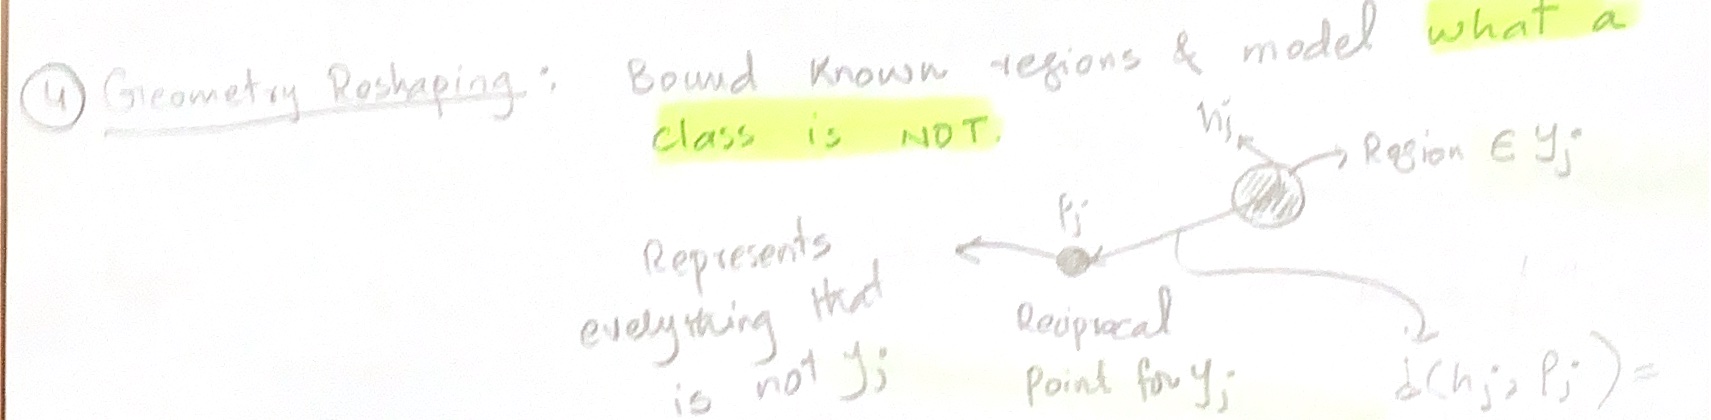 ④ Geometry Reshaping : Bound Known regions & model what a
class is NOT.
hj
Region ∈ yj
Pj
Represents
everything that
is not yj
Reciprocal
Point for yj
d(hj, Pj) =